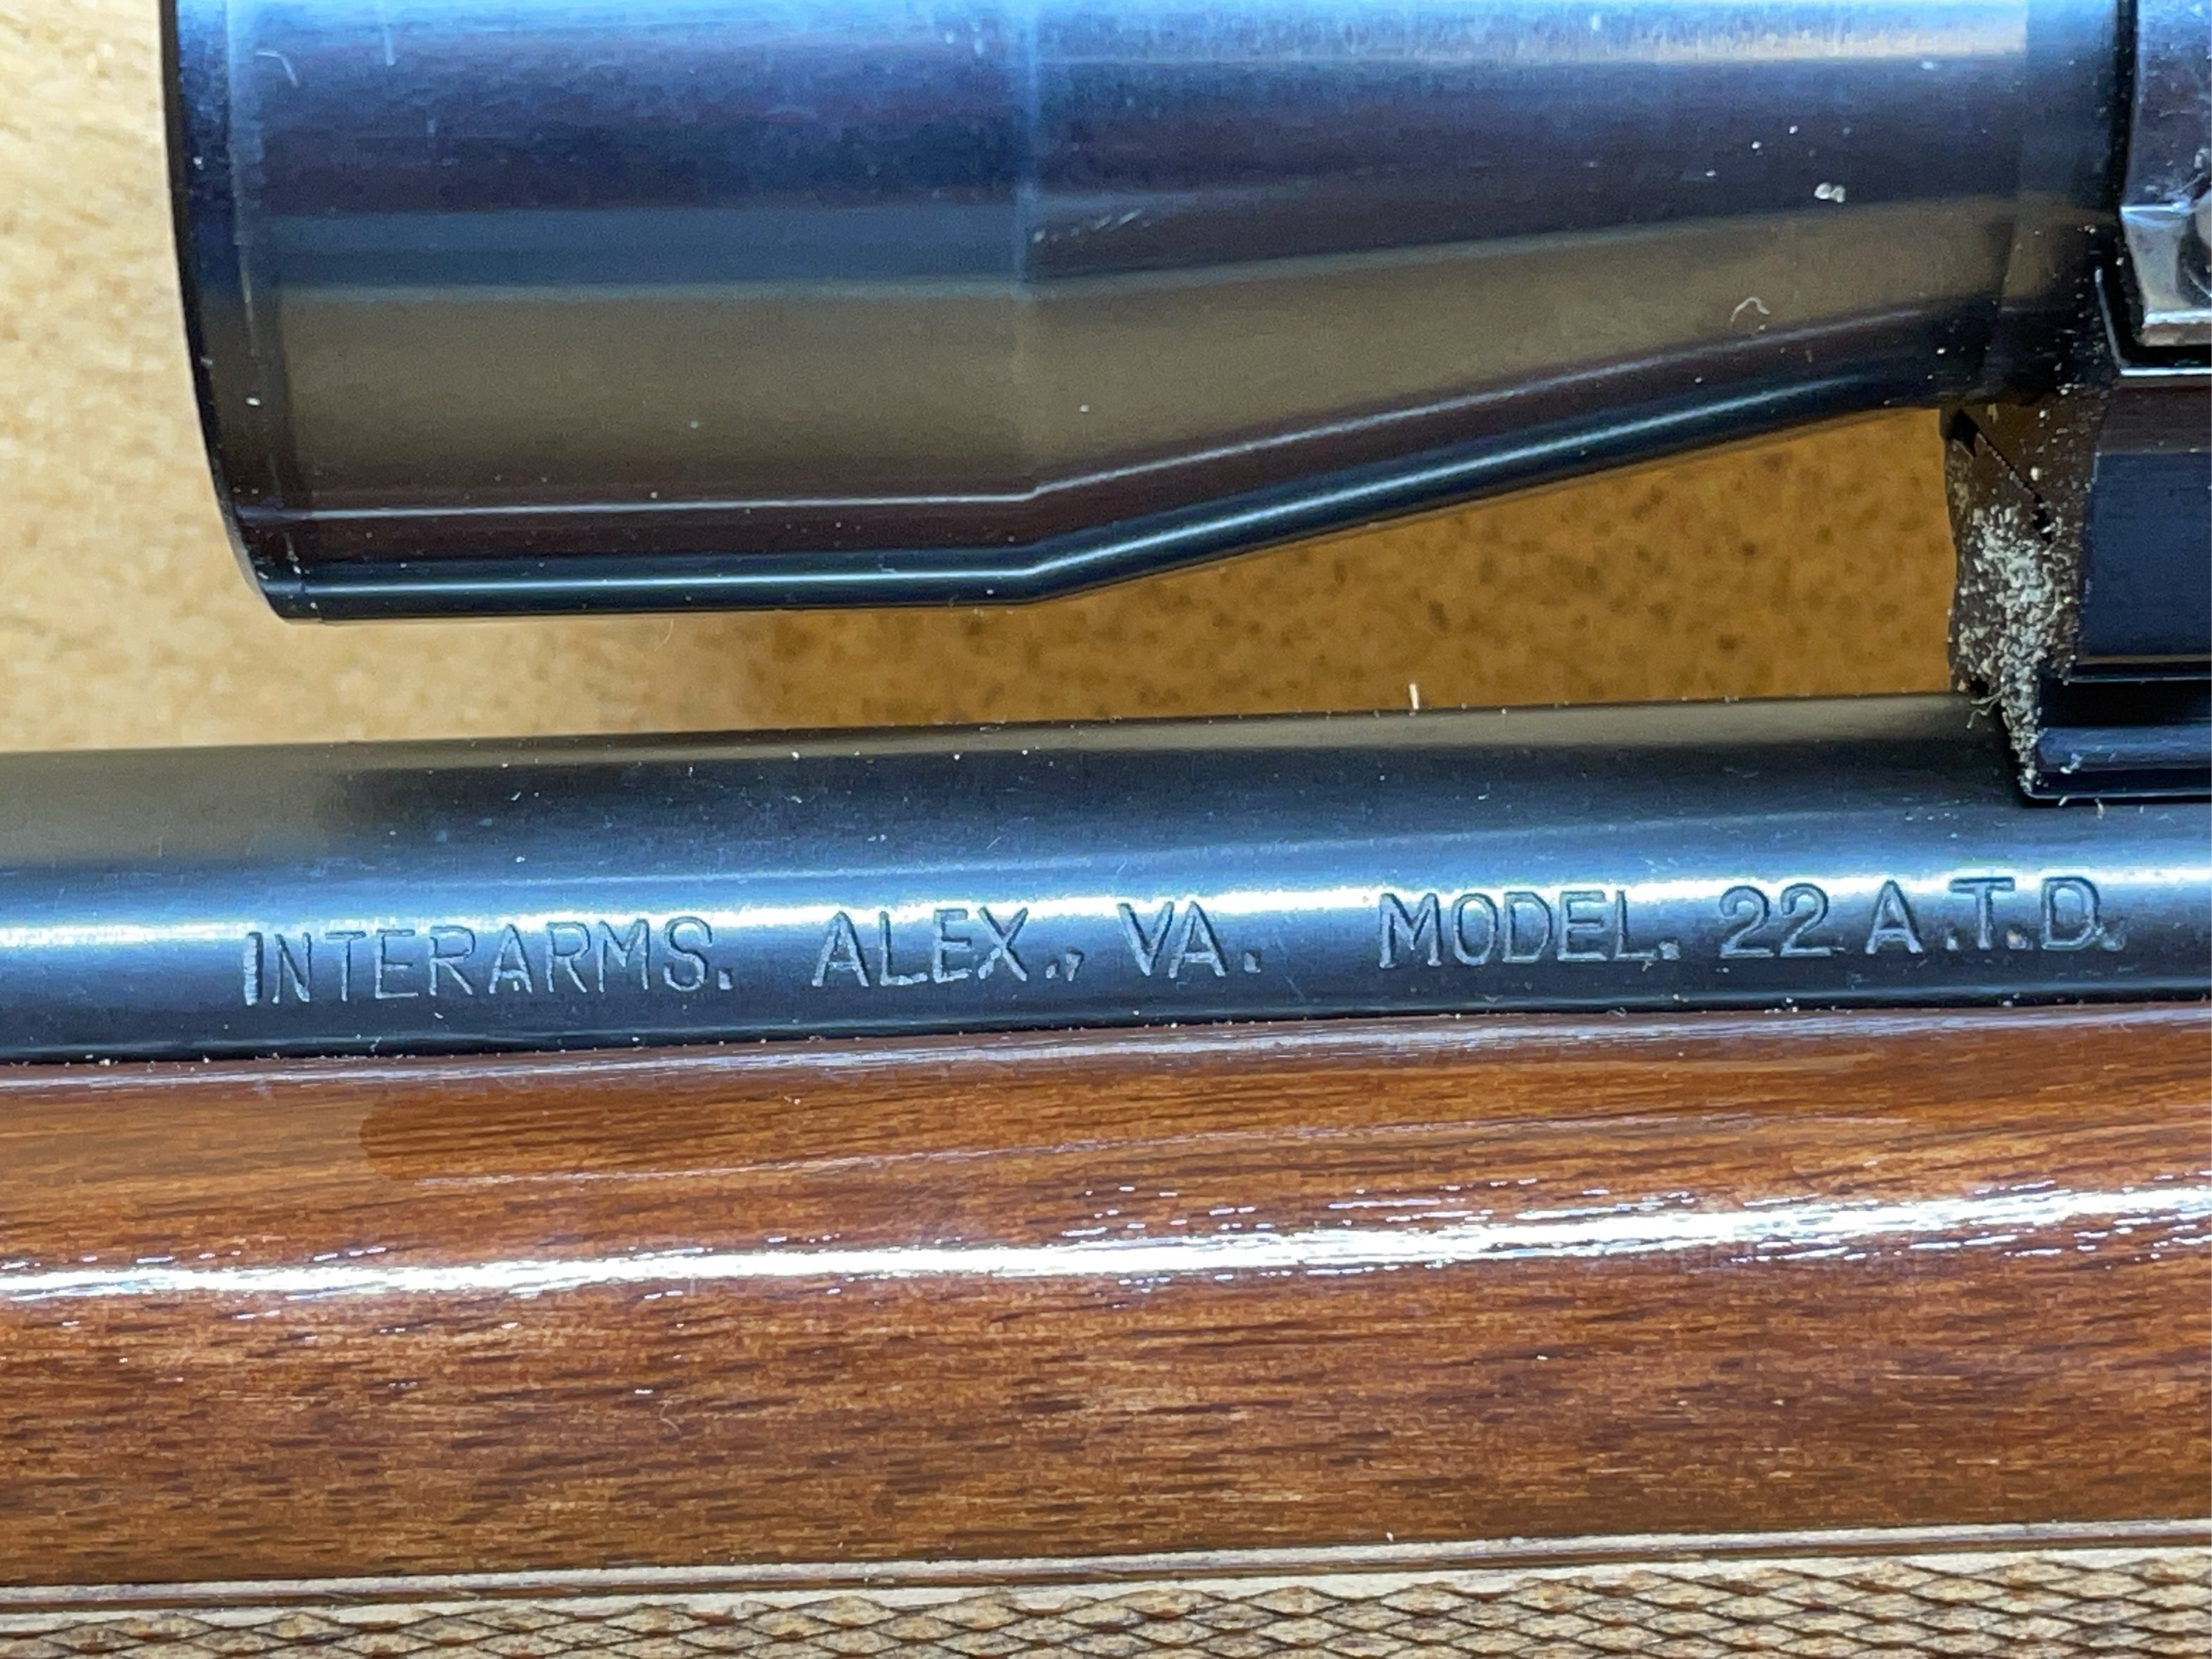 INTERARMS. ALEX., VA. MODEL. 22 A.T.D.